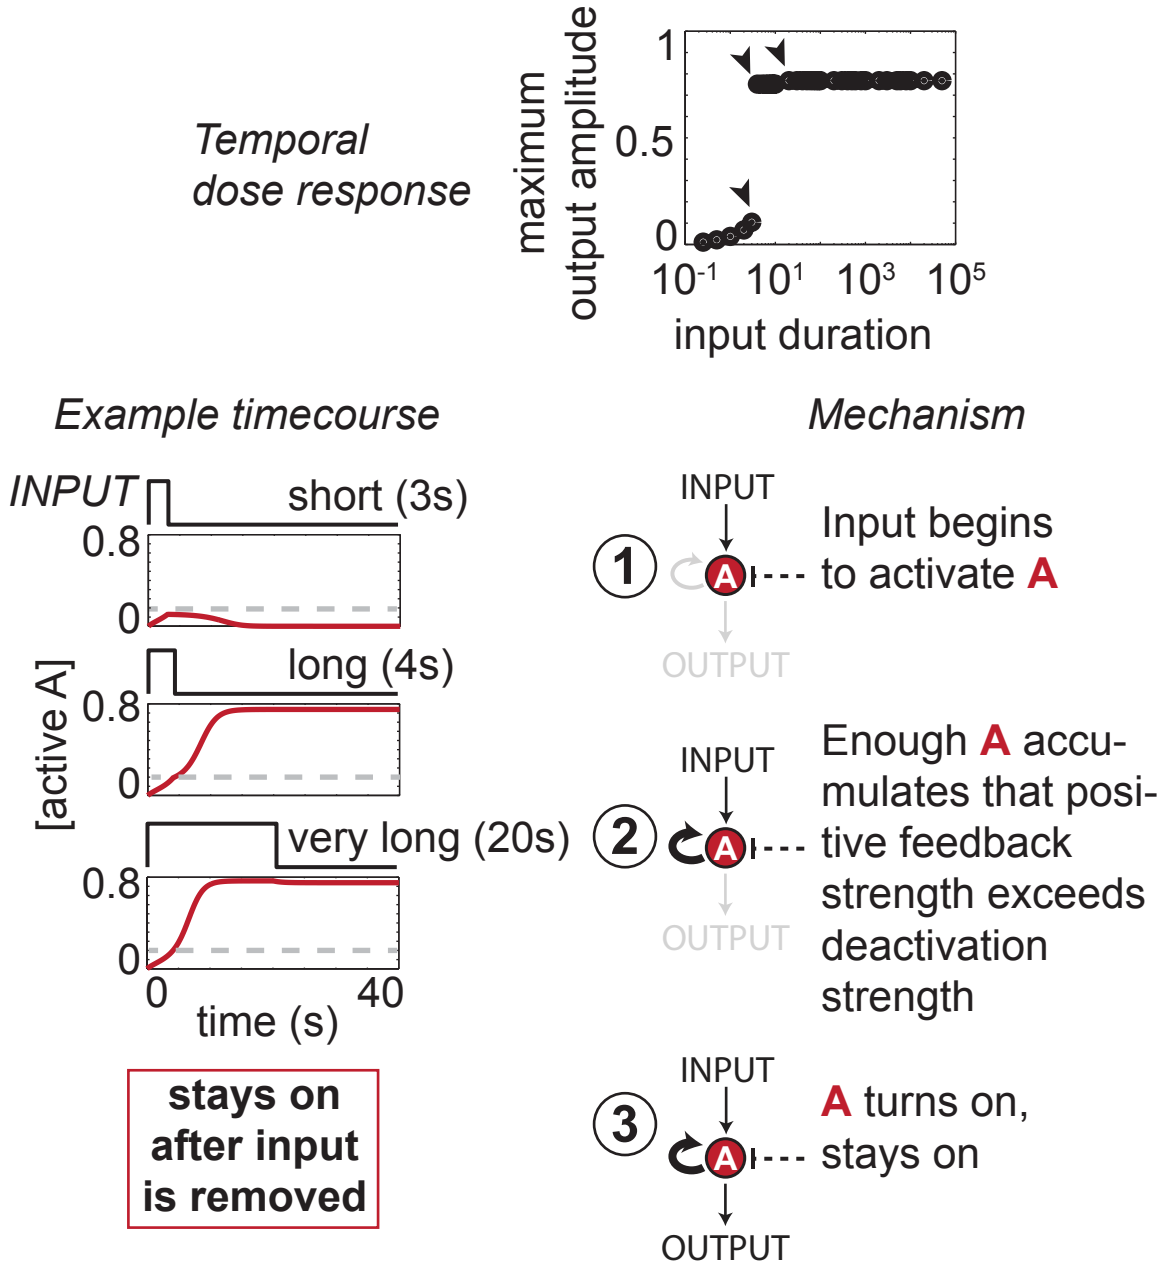 Temporal
dose response
maximum
output amplitude
1
0.5
0
10⁻¹
10¹
10³
10⁵
input duration
Example timecourse
INPUT
short (3s)
0.8
0
long (4s)
0.8
0
very long (20s)
0.8
0
[active A]
0
40
time (s)
stays on
after input
is removed
Mechanism
1
INPUT
A
OUTPUT
Input begins
to activate A
2
INPUT
A
OUTPUT
Enough A accu-
mulates that posi-
tive feedback
strength exceeds
deactivation
strength
3
INPUT
A
OUTPUT
A turns on,
stays on